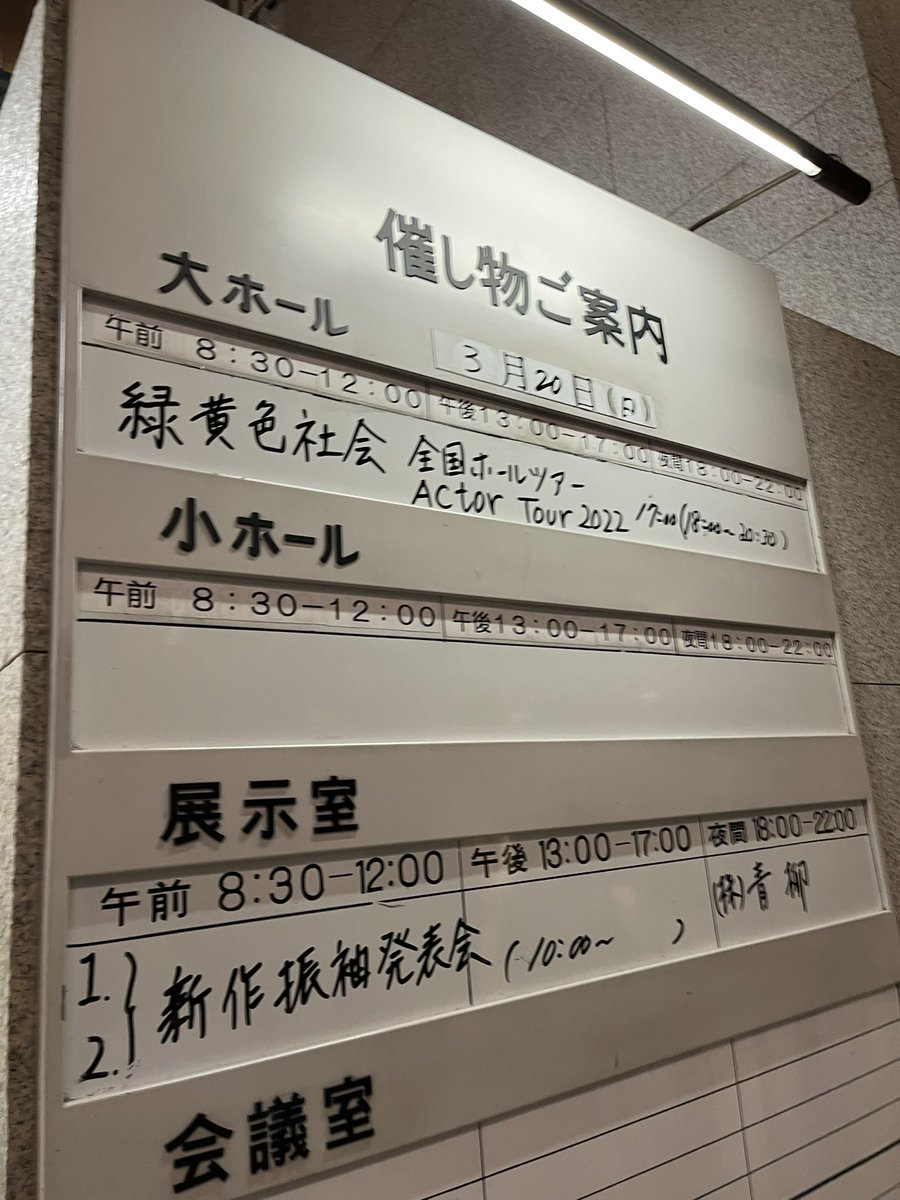 催し物ご案内
大ホール
3月20日(日)
午前 8:30-12:00 午後13:00-17:00 夜間18:00-22:00
緑黄色社会 全国ホールツアー
ACtor Tour 2022 17:00(18:00~20:30)
小ホール
午前 8:30-12:00 午後13:00-17:00 夜間18:00-22:00
展示室
午前 8:30-12:00 午後 13:00-17:00 夜間 18:00-22:00
1.
2.
新作振袖発表会 (10:00~ ) (株)青柳
会議室